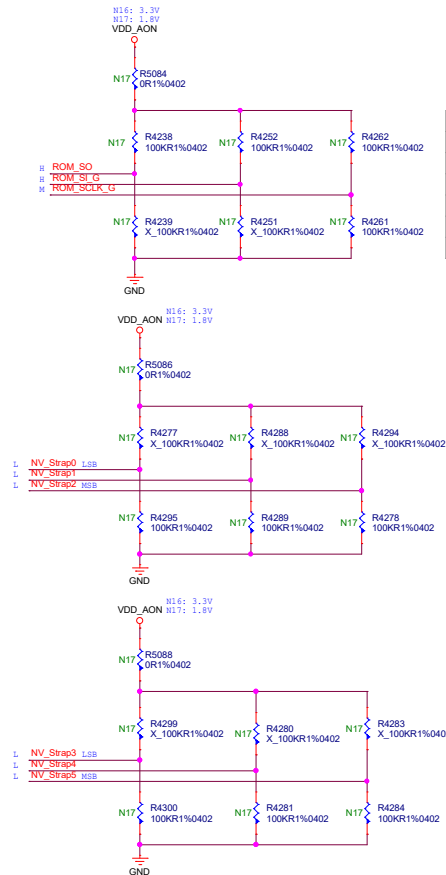 N16: 3.3V
N17: 1.8V
VDD_AON
N17 R5084
0R1%0402
N17 R4238
100KR1%0402
N17 R4252
100KR1%0402
N17 R4262
100KR1%0402
H ROM_SO
H ROM_SI_G
M ROM_SCLK_G
N17 R4239
X_100KR1%0402
N17 R4251
X_100KR1%0402
N17 R4261
100KR1%0402
GND
VDD_AON N16: 3.3V
N17: 1.8V
N17 R5086
0R1%0402
N17 R4277
X_100KR1%0402
N17 R4288
X_100KR1%0402
N17 R4294
X_100KR1%0402
L NV_Strap0 LSB
L NV_Strap1
L NV_Strap2 MSB
N17 R4295
100KR1%0402
N17 R4289
100KR1%0402
N17 R4278
100KR1%0402
GND
VDD_AON N16: 3.3V
N17: 1.8V
N17 R5088
0R1%0402
N17 R4299
X_100KR1%0402
N17 R4280
X_100KR1%0402
N17 R4283
X_100KR1%040
L NV_Strap3 LSB
L NV_Strap4
L NV_Strap5 MSB
N17 R4300
100KR1%0402
N17 R4281
100KR1%0402
N17 R4284
100KR1%0402
GND